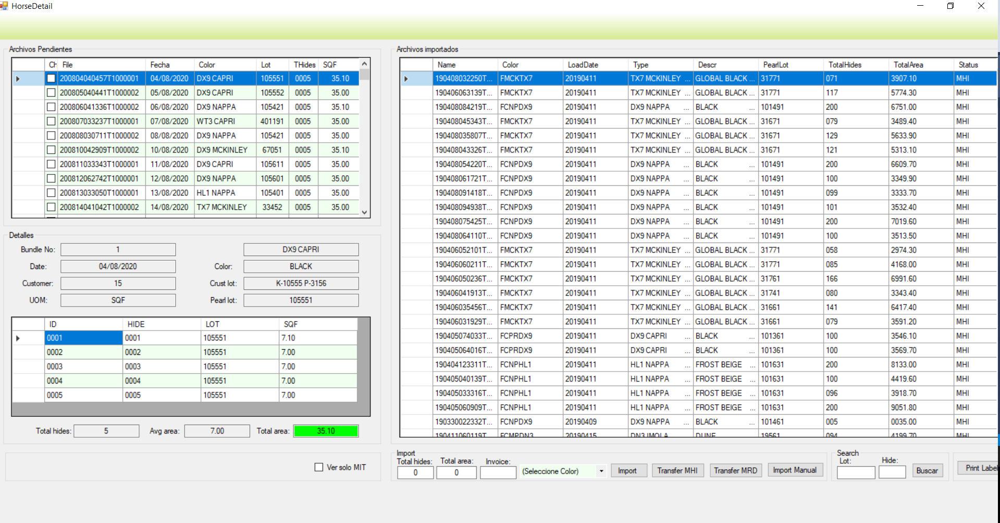 HorseDetail
Archivos Pendientes
Ch File Fecha Color Lot THides SQF
200804040457T1000001 04/08/2020 DX9 CAPRI 105551 0005 35.10
200805040441T1000002 05/08/2020 DX9 CAPRI 105552 0005 35.00
200806041336T1000002 06/08/2020 DX9 NAPPA 105421 0005 35.10
200807033237T1000001 07/08/2020 WT3 CAPRI 401191 0005 35.00
200808030711T1000002 08/08/2020 DX9 NAPPA 105421 0005 35.00
200810042909T1000002 10/08/2020 DX9 MCKINLEY 67051 0005 35.10
200811033343T1000001 11/08/2020 DX9 CAPRI 105611 0005 35.00
200812062742T1000001 12/08/2020 DX9 NAPPA 105601 0005 35.00
200813033050T1000001 13/08/2020 HL1 NAPPA 105401 0005 35.00
200814041042T1000002 14/08/2020 TX7 MCKINLEY 33452 0005 35.00
Detalles
Bundle No: 1 DX9 CAPRI
Date: 04/08/2020 Color: BLACK
Customer: 15 Crust lot: K-10555 P-3156
UOM: SQF Pearl lot: 105551
ID HIDE LOT SQF
0001 0001 105551 7.10
0002 0002 105551 7.00
0003 0003 105551 7.00
0004 0004 105551 7.00
0005 0005 105551 7.00
Total hides: 5 Avg area: 7.00 Total area: 35.10
Ver solo MIT
Archivos importados
Name Color LoadDate Type Descr PearlLot TotalHides TotalArea Status
190408032250T... FMCKTX7 20190411 TX7 MCKINLEY ... GLOBAL BLACK ... 31771 071 3907.10 MHI
190406063139T... FMCKTX7 20190411 TX7 MCKINLEY ... GLOBAL BLACK ... 31771 117 5774.30 MHI
190408084219T... FCNPDX9 20190411 DX9 NAPPA ... BLACK ... 101491 200 6751.00 MHI
190408045343T... FMCKTX7 20190411 TX7 MCKINLEY ... GLOBAL BLACK ... 31671 079 3489.40 MHI
190408035807T... FMCKTX7 20190411 TX7 MCKINLEY ... GLOBAL BLACK ... 31671 129 5633.90 MHI
190408043326T... FMCKTX7 20190411 TX7 MCKINLEY ... GLOBAL BLACK ... 31671 121 5313.10 MHI
190408054220T... FCNPDX9 20190411 DX9 NAPPA ... BLACK ... 101491 200 6609.70 MHI
190408061721T... FCNPDX9 20190411 DX9 NAPPA ... BLACK ... 101491 100 3349.90 MHI
190408091418T... FCNPDX9 20190411 DX9 NAPPA ... BLACK ... 101491 099 3333.70 MHI
190408094938T... FCNPDX9 20190411 DX9 NAPPA ... BLACK ... 101491 101 3532.40 MHI
190408075425T... FCNPDX9 20190411 DX9 NAPPA ... BLACK ... 101491 200 7019.60 MHI
190408064110T... FCNPDX9 20190411 DX9 NAPPA ... BLACK ... 101491 100 3513.50 MHI
190406052101T... FMCKTX7 20190411 TX7 MCKINLEY ... GLOBAL BLACK ... 31771 058 2974.30 MHI
190406060211T... FMCKTX7 20190411 TX7 MCKINLEY ... GLOBAL BLACK ... 31771 085 4168.00 MHI
190406050236T... FMCKTX7 20190411 TX7 MCKINLEY ... GLOBAL BLACK ... 31761 166 6991.60 MHI
190406041913T... FMCKTX7 20190411 TX7 MCKINLEY ... GLOBAL BLACK ... 31741 080 3343.40 MHI
190406035456T... FMCKTX7 20190411 TX7 MCKINLEY ... GLOBAL BLACK ... 31661 141 6417.40 MHI
190406031929T... FMCKTX7 20190411 TX7 MCKINLEY ... GLOBAL BLACK ... 31661 079 3591.20 MHI
190405074033T... FCPRDX9 20190411 DX9 CAPRI ... BLACK ... 101361 100 3546.10 MHI
190405064016T... FCPRDX9 20190411 DX9 CAPRI ... BLACK ... 101361 100 3569.70 MHI
190404123311T... FCNPHL1 20190411 HL1 NAPPA ... FROST BEIGE ... 101631 200 8133.00 MHI
190405040139T... FCNPHL1 20190411 HL1 NAPPA ... FROST BEIGE ... 101631 100 4419.60 MHI
190405033316T... FCNPHL1 20190411 HL1 NAPPA ... FROST BEIGE ... 101631 096 3918.70 MHI
190405060909T... FCNPHL1 20190411 HL1 NAPPA ... FROST BEIGE ... 101631 200 9051.80 MHI
190330022332T... FCNPDX9 20190409 DX9 NAPPA ... BLACK ... 101461 005 0035.00 MHI
190411060119T... FCMPDN3 20190415 DN3 IMOLA ... DUNE ... 19561 094 4199.70 MHI
Import
Total hides: Total area: Invoice:
0 0 (Seleccione Color) Import Transfer MHI Transfer MRD Import Manual
Search
Lot: Hide:
Buscar
Print Label